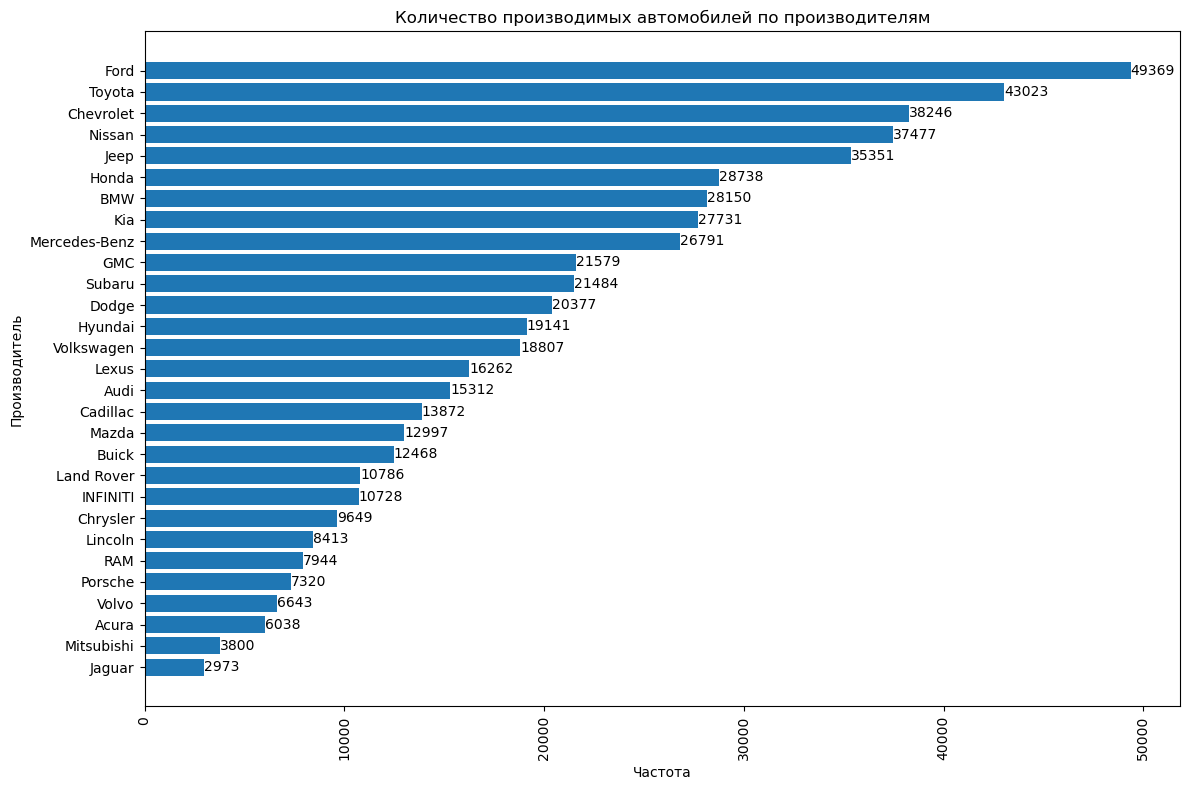 Количество производимых автомобилей по производителям
Производитель
Ford 49369
Toyota 43023
Chevrolet 38246
Nissan 37477
Jeep 35351
Honda 28738
BMW 28150
Kia 27731
Mercedes-Benz 26791
GMC 21579
Subaru 21484
Dodge 20377
Hyundai 19141
Volkswagen 18807
Lexus 16262
Audi 15312
Cadillac 13872
Mazda 12997
Buick 12468
Land Rover 10786
INFINITI 10728
Chrysler 9649
Lincoln 8413
RAM 7944
Porsche 7320
Volvo 6643
Acura 6038
Mitsubishi 3800
Jaguar 2973
0 10000 20000 30000 40000 50000
Частота